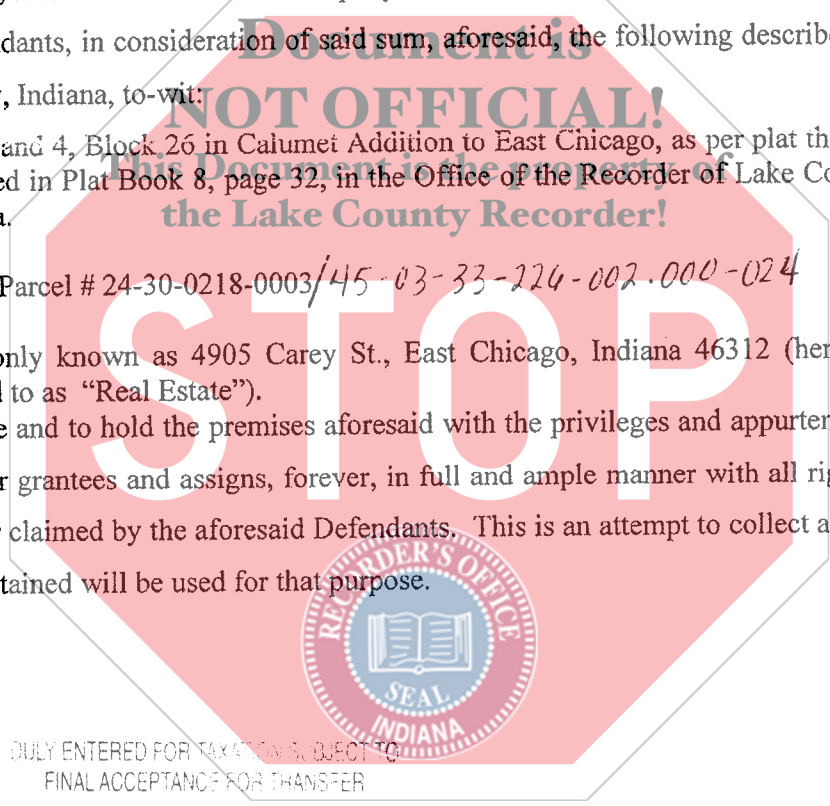 dants, in consideration of said sum, aforesaid, the following describe
Document is
, Indiana, to-wit:
NOT OFFICIAL!
and 4, Block 26 in Calumet Addition to East Chicago, as per plat th
This Document is the property of
ed in Plat Book 8, page 32, in the Office of the Recorder of Lake Co
the Lake County Recorder!
a.
Parcel # 24-30-0218-0003/45-03-33-226-002.000-024
STOP
only known as 4905 Carey St., East Chicago, Indiana 46312 (her
l to as “Real Estate”).
e and to hold the premises aforesaid with the privileges and appurten
r grantees and assigns, forever, in full and ample manner with all rig
claimed by the aforesaid Defendants. This is an attempt to collect a
tained will be used for that purpose.
RECORDER'S OFFICE
SEAL
INDIANA
DULY ENTERED FOR TAXATION SUBJECT TO
FINAL ACCEPTANCE FOR TRANSFER